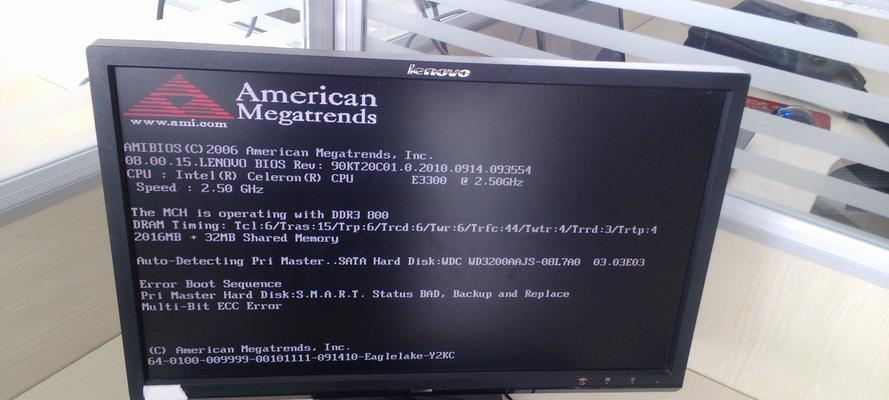 lenovo
American
Megatrends
www.ami.com
AMIBIOS(C)2006 American Megatrends, Inc.
08.00.15.LENOVO BIOS Rev: 90KT20C01.0.2010.0914.093554
CPU : Intel(R) Celeron(R) CPU E3300 @ 2.50GHz
Speed : 2.50 GHz
The MCH is operating with DDR3 800
DRAM Timing: Tcl:6/Tras:15/Trp:6/Trcd:6/Twr:6/Trfc:44/Twtr:4/Trrd:3/Trtp:4
2016MB + 32MB Shared Memory
Auto-Detecting Pri Master..SATA Hard Disk:WDC WD3200AAJS-08L7A0 03.03E03
Error Boot Sequence
Pri Master Hard Disk:S.M.A.R.T. Status BAD, Backup and Replace
Multi-Bit ECC Error
(C) American Megatrends, Inc.
64-0100-009999-00101111-091410-Eaglelake-Y2KC